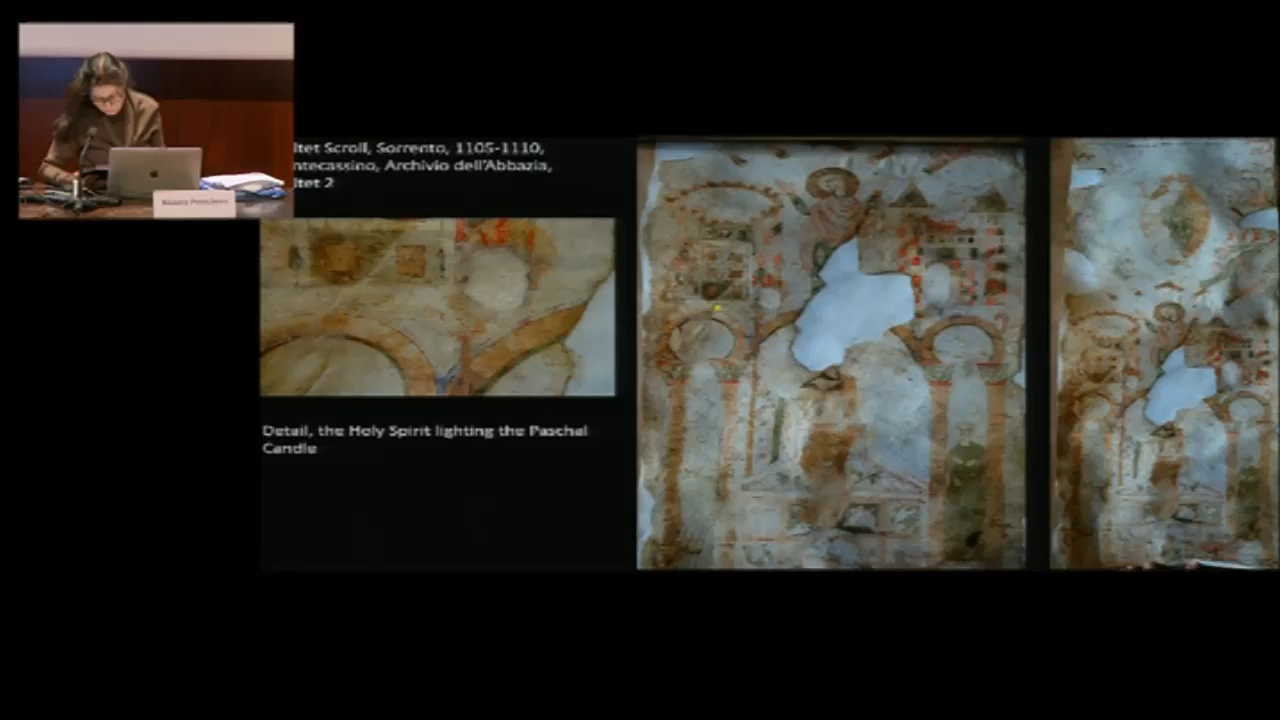 ltet Scroll, Sorrento, 1105-1110,
ntecassino, Archivio dell'Abbazia,
ltet 2
Detail, the Holy Spirit lighting the Paschal
Candle